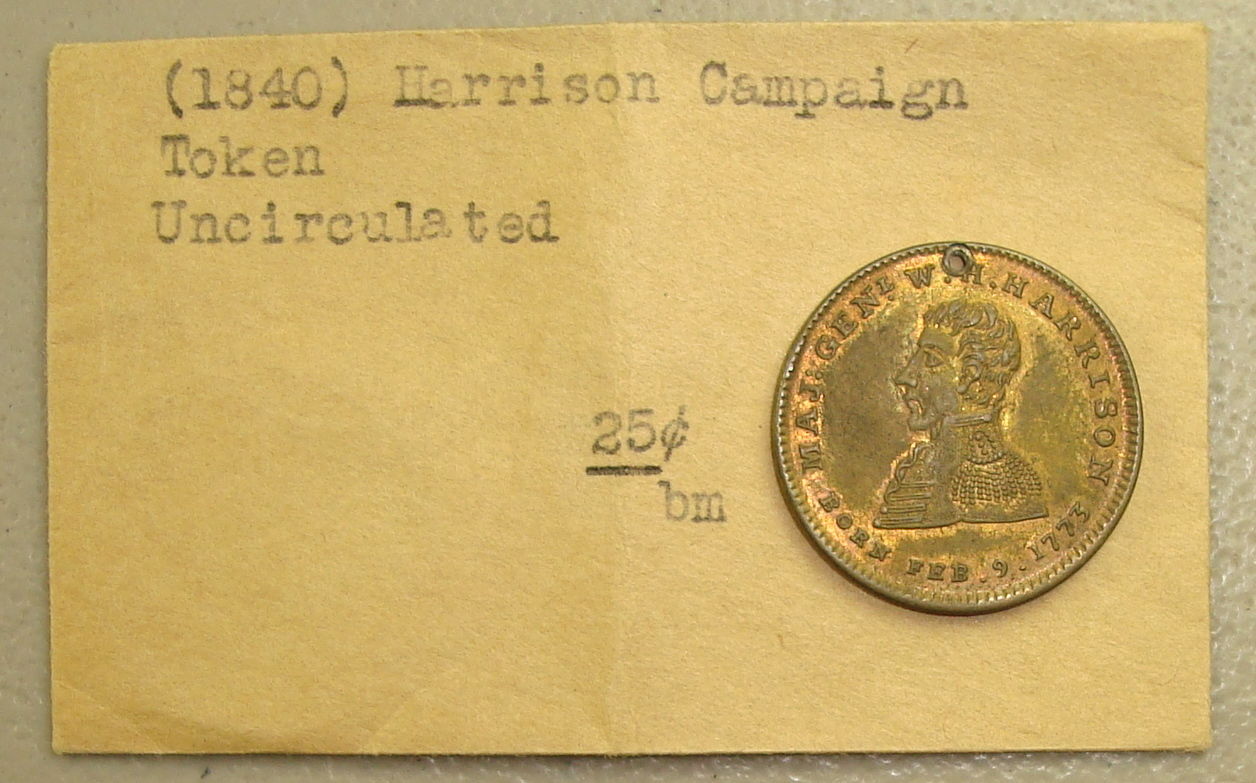 (1840) Harrison Campaign
Token
Uncirculated
25¢
bm
MAJ: GENL. W. H. HARRISON
BORN FEB. 9. 1773